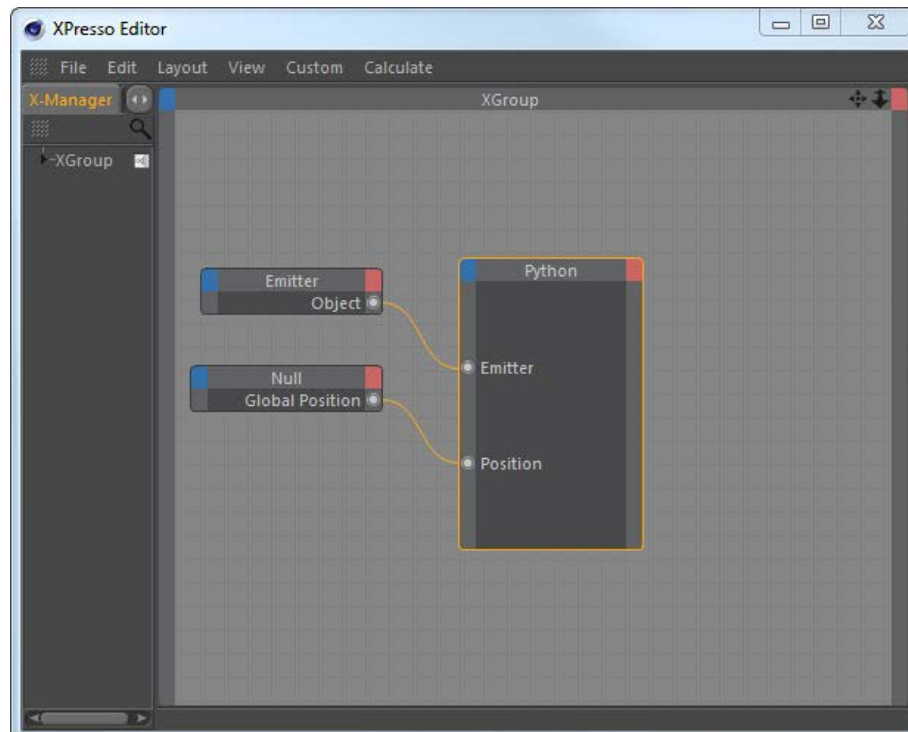 XPresso Editor
File Edit Layout View Custom Calculate
X-Manager
XGroup
XGroup
Emitter
Object
Null
Global Position
Python
Emitter
Position